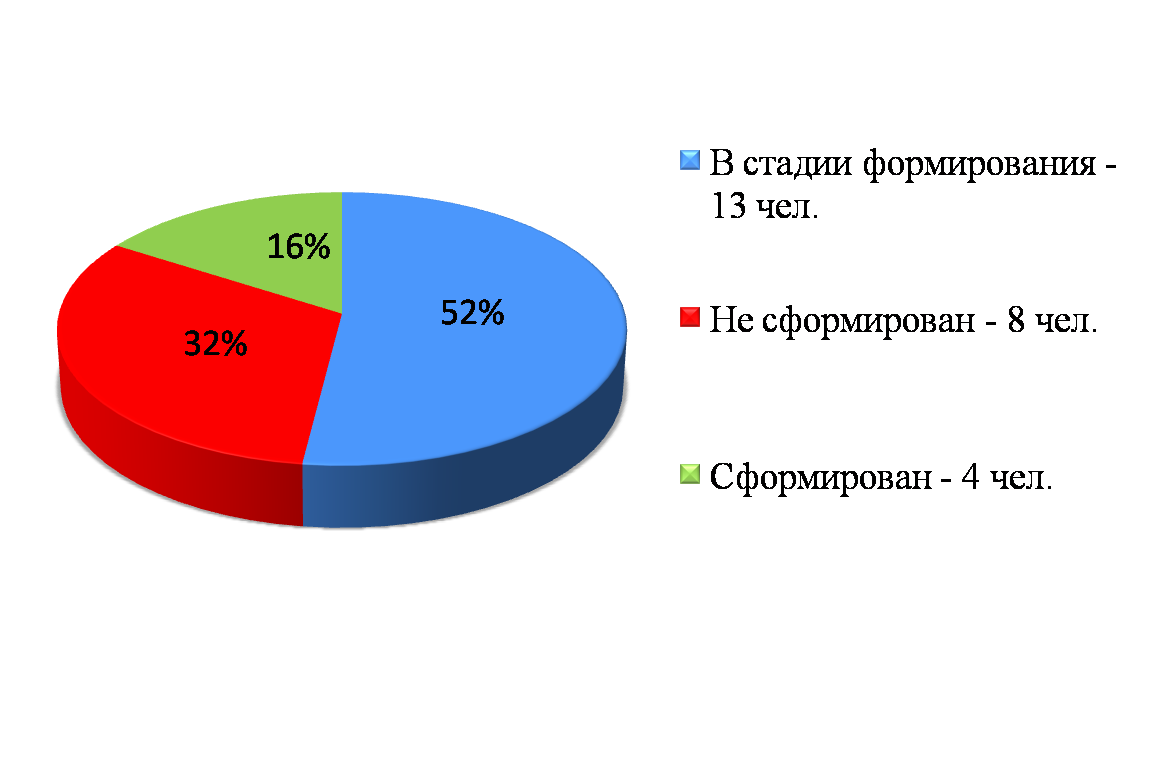 В стадии формирования -
13 чел.
16%
52%
Не сформирован - 8 чел.
32%
Сформирован - 4 чел.